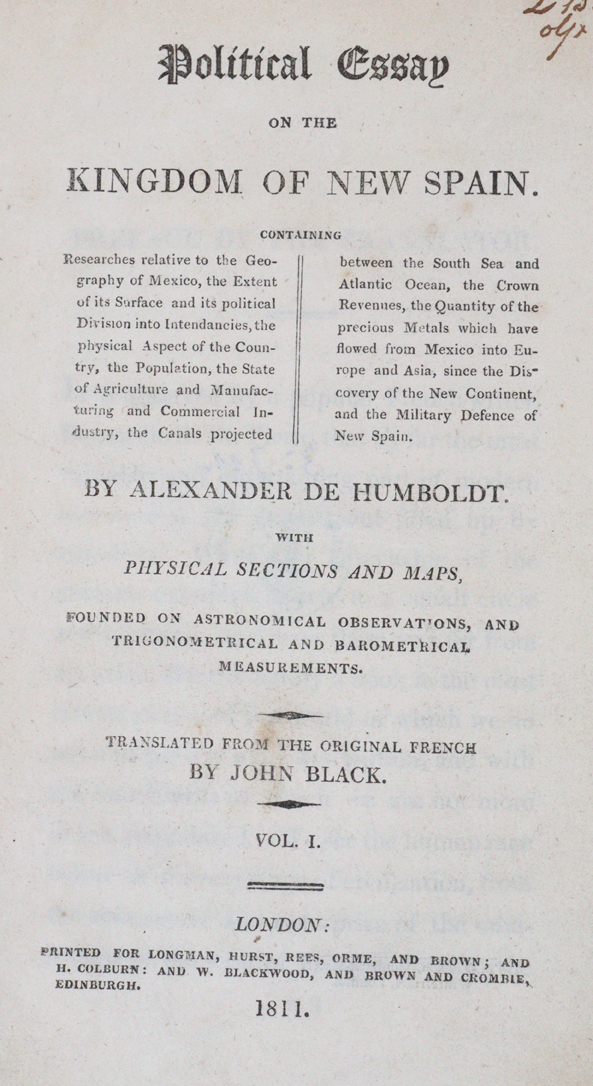 Political Essay
ON THE
KINGDOM OF NEW SPAIN.
CONTAINING
Researches relative to the Geo-
graphy of Mexico, the Extent
of its Surface and its political
Division into Intendancies, the
physical Aspect of the Coun-
try, the Population, the State
of Agriculture and Manufac-
turing and Commercial In-
dustry, the Canals projected
between the South Sea and
Atlantic Ocean, the Crown
Revenues, the Quantity of the
precious Metals which have
flowed from Mexico into Eu-
rope and Asia, since the Dis-
covery of the New Continent,
and the Military Defence of
New Spain.
BY ALEXANDER DE HUMBOLDT.
WITH
PHYSICAL SECTIONS AND MAPS,
FOUNDED ON ASTRONOMICAL OBSERVATIONS, AND
TRIGONOMETRICAL AND BAROMETRICAL
MEASUREMENTS.
TRANSLATED FROM THE ORIGINAL FRENCH
BY JOHN BLACK.
VOL. I.
LONDON:
PRINTED FOR LONGMAN, HURST, REES, ORME, AND BROWN; AND
H. COLBURN: AND W. BLACKWOOD, AND BROWN AND CROMBIE,
EDINBURGH.
1811.